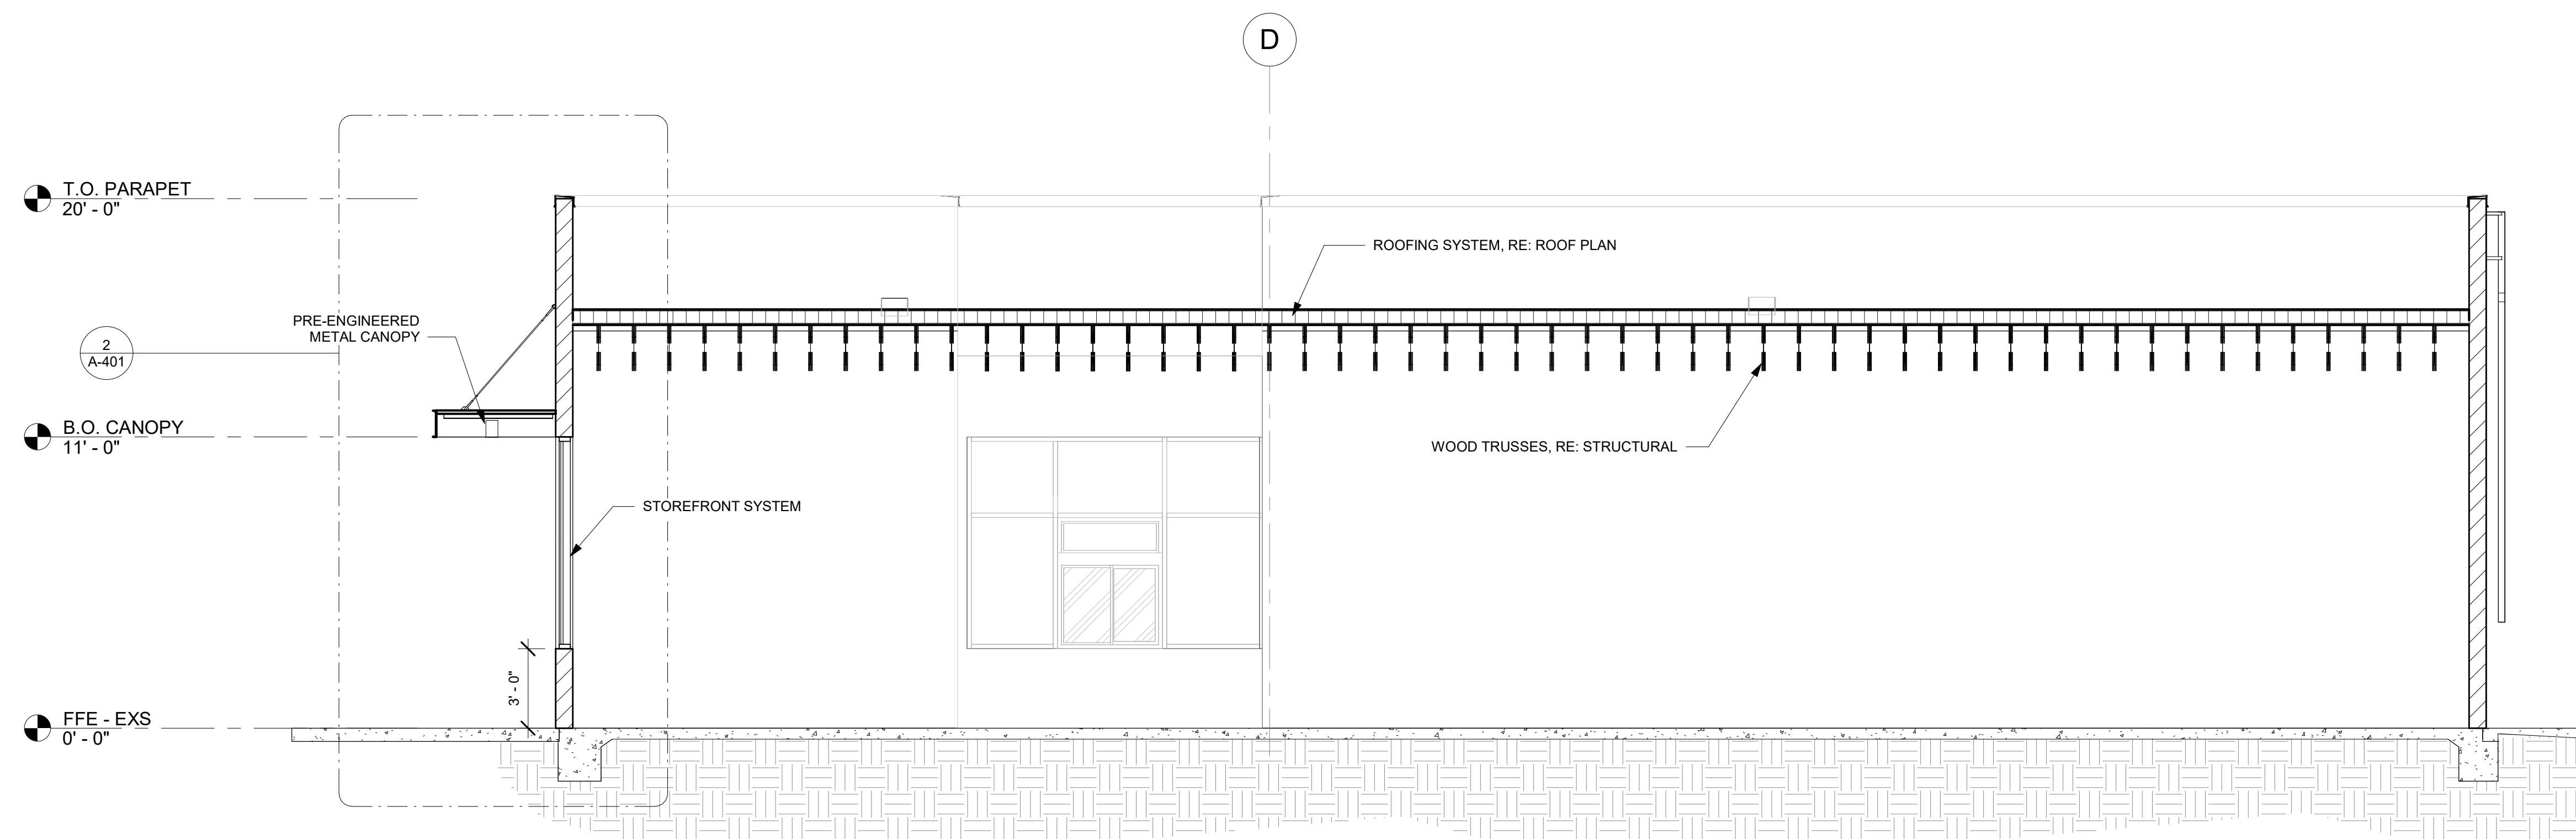 D
T.O. PARAPET
20' - 0"
ROOFING SYSTEM, RE: ROOF PLAN
PRE-ENGINEERED
METAL CANOPY
2
A-401
B.O. CANOPY
11' - 0"
WOOD TRUSSES, RE: STRUCTURAL
STOREFRONT SYSTEM
3' - 0"
FFE - EXS
0' - 0"